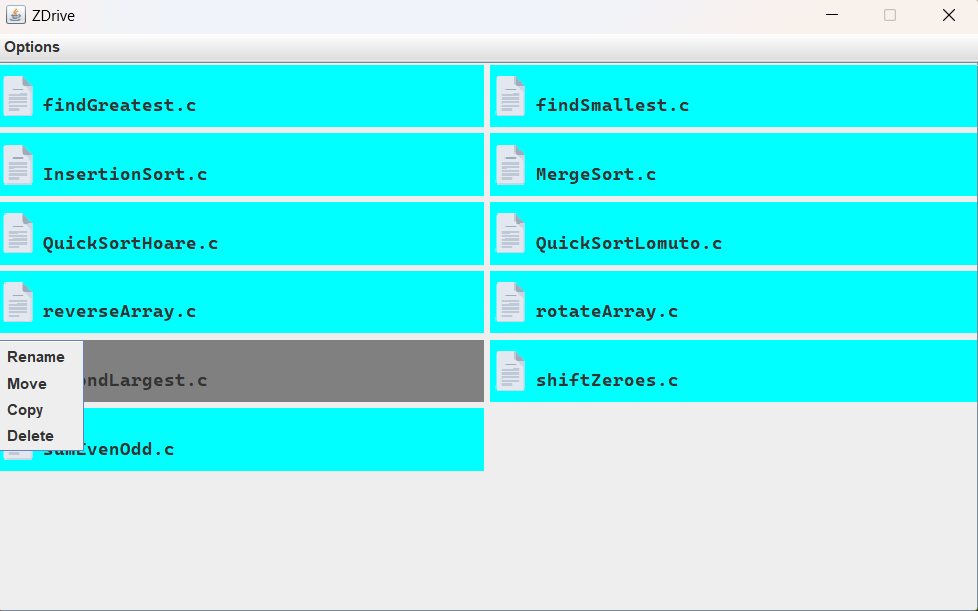 ZDrive
Options
findGreatest.c
findSmallest.c
InsertionSort.c
MergeSort.c
QuickSortHoare.c
QuickSortLomuto.c
reverseArray.c
rotateArray.c
Rename
Move
Copy
Delete
ondLargest.c
shiftZeroes.c
sumEvenOdd.c